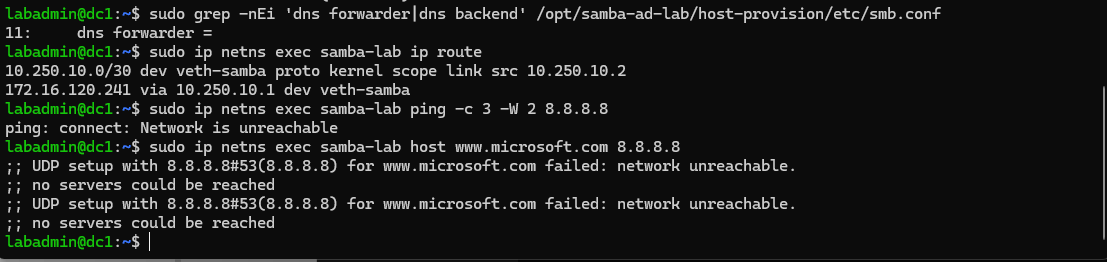 labadmin@dc1:~$ sudo grep -nEi 'dns forwarder|dns backend' /opt/samba-ad-lab/host-provision/etc/smb.conf
11:     dns forwarder =
labadmin@dc1:~$ sudo ip netns exec samba-lab ip route
10.250.10.0/30 dev veth-samba proto kernel scope link src 10.250.10.2
172.16.120.241 via 10.250.10.1 dev veth-samba
labadmin@dc1:~$ sudo ip netns exec samba-lab ping -c 3 -W 2 8.8.8.8
ping: connect: Network is unreachable
labadmin@dc1:~$ sudo ip netns exec samba-lab host www.microsoft.com 8.8.8.8
;; UDP setup with 8.8.8.8#53(8.8.8.8) for www.microsoft.com failed: network unreachable.
;; no servers could be reached
;; UDP setup with 8.8.8.8#53(8.8.8.8) for www.microsoft.com failed: network unreachable.
;; no servers could be reached
labadmin@dc1:~$